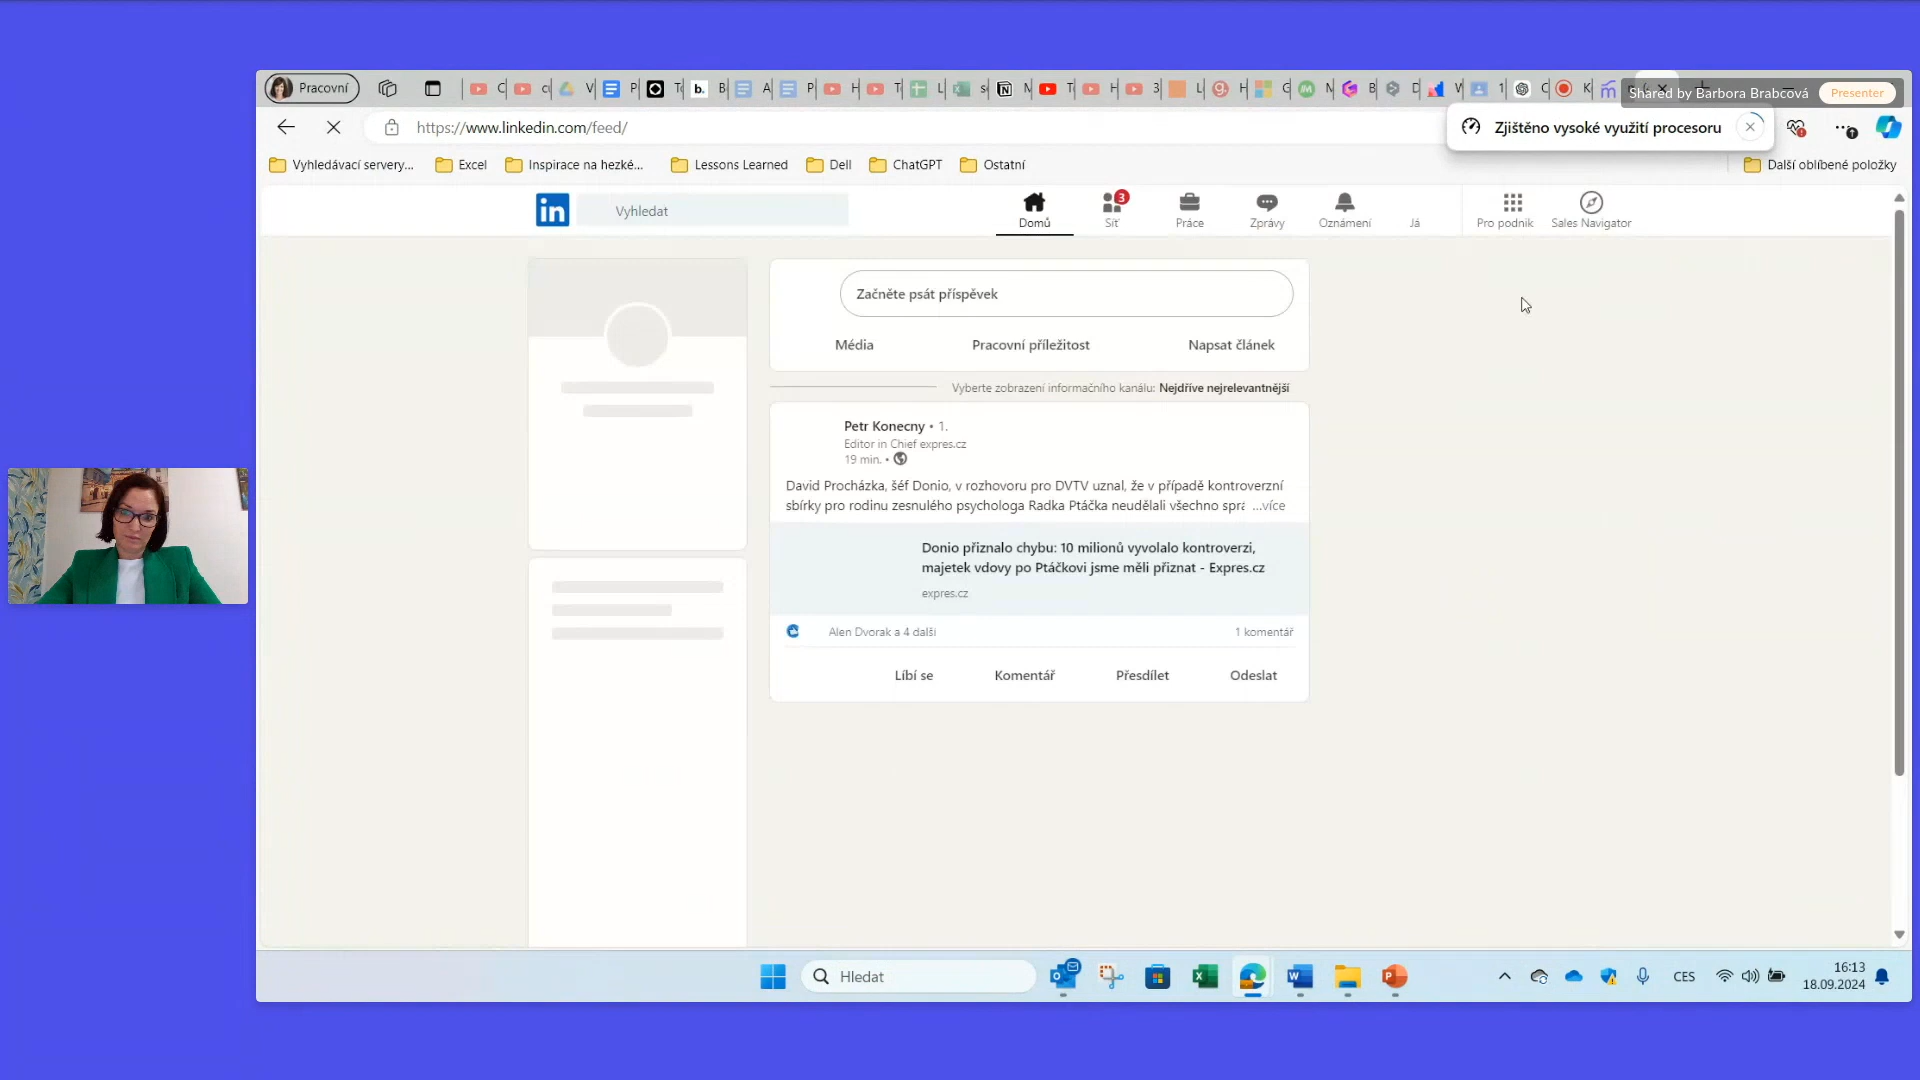 Pracovní
Shared by Barbora Brabcová
Presenter
https://www.linkedin.com/feed/
Zjištěno vysoké využití procesoru
Vyhledávací servery...
Excel
Inspirace na hezké...
Lessons Learned
Dell
ChatGPT
Ostatní
Další oblíbené položky
in
Vyhledat
Domů
3
Síť
Práce
Zprávy
Oznámení
Já
Pro podnik
Sales Navigator
Začněte psát příspěvek
Média
Pracovní příležitost
Napsat článek
Vyberte zobrazení informačního kanálu: Nejdříve nejrelevantnější
Petr Konecny • 1.
Editor in Chief expres.cz
19 min. •
David Procházka, šéf Donio, v rozhovoru pro DVTV uznal, že v případě kontroverzní
sbírky pro rodinu zesnulého psychologa Radka Ptáčka neudělali všechno sprá ...více
Donio přiznalo chybu: 10 milionů vyvolalo kontroverzi,
majetek vdovy po Ptáčkovi jsme měli přiznat - Expres.cz
expres.cz
Alen Dvorak a 4 další
1 komentář
Líbí se
Komentář
Přesdílet
Odeslat
Hledat
CES
16:13
18.09.2024